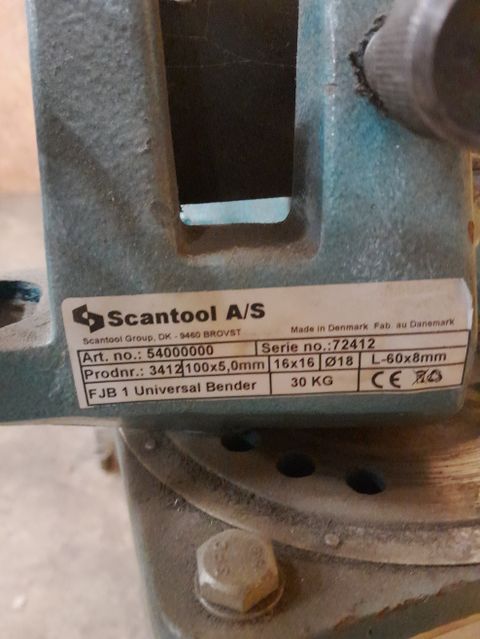 Scantool A/S
Scantool Group, DK - 9460 BROVST Made in Denmark Fab. au Danemark
Art. no.: 54000000 Serie no.:72412
Prodnr.: 3412 100x5,0mm 16x16 Ø18 L-60x8mm
FJB 1 Universal Bender 30 KG CE